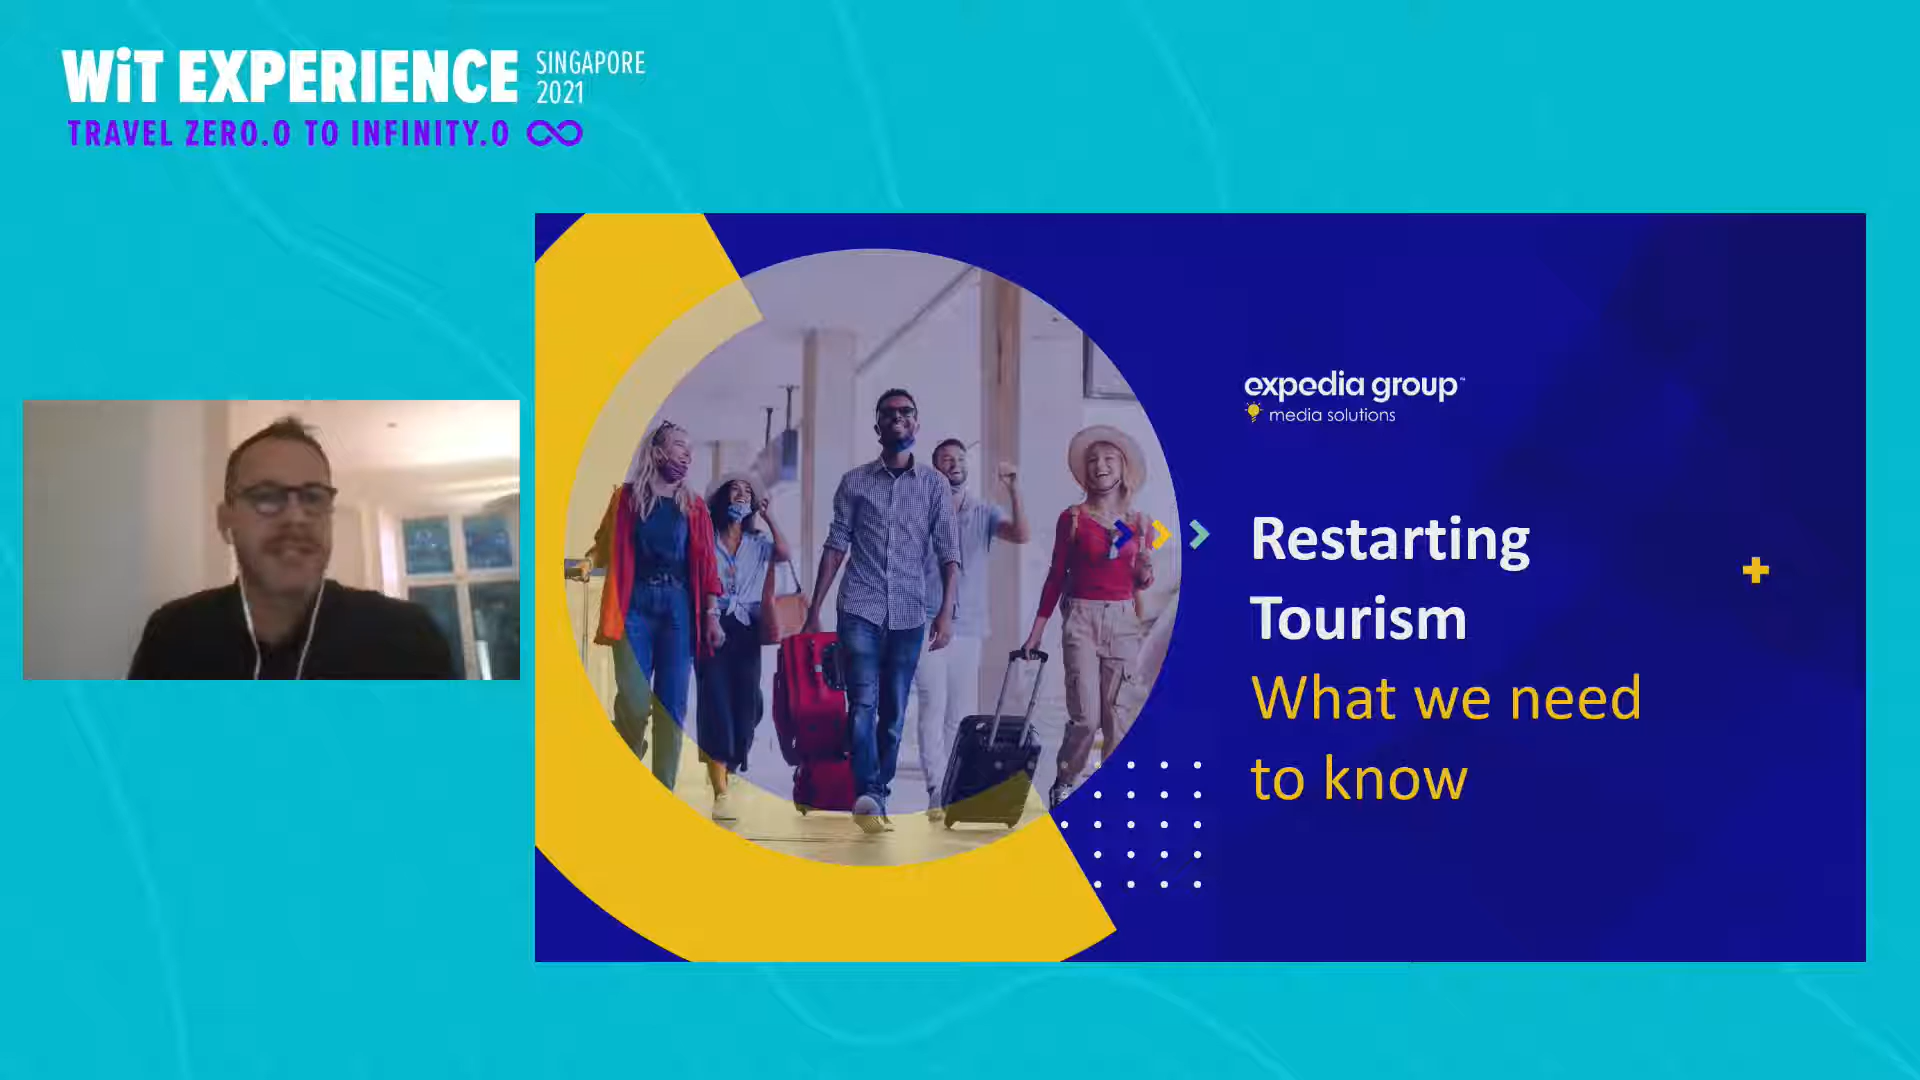 WiT EXPERIENCE
SINGAPORE
2021
TRAVEL ZERO.0 TO INFINITY.0
expedia group™
media solutions
Restarting
Tourism
What we need
to know